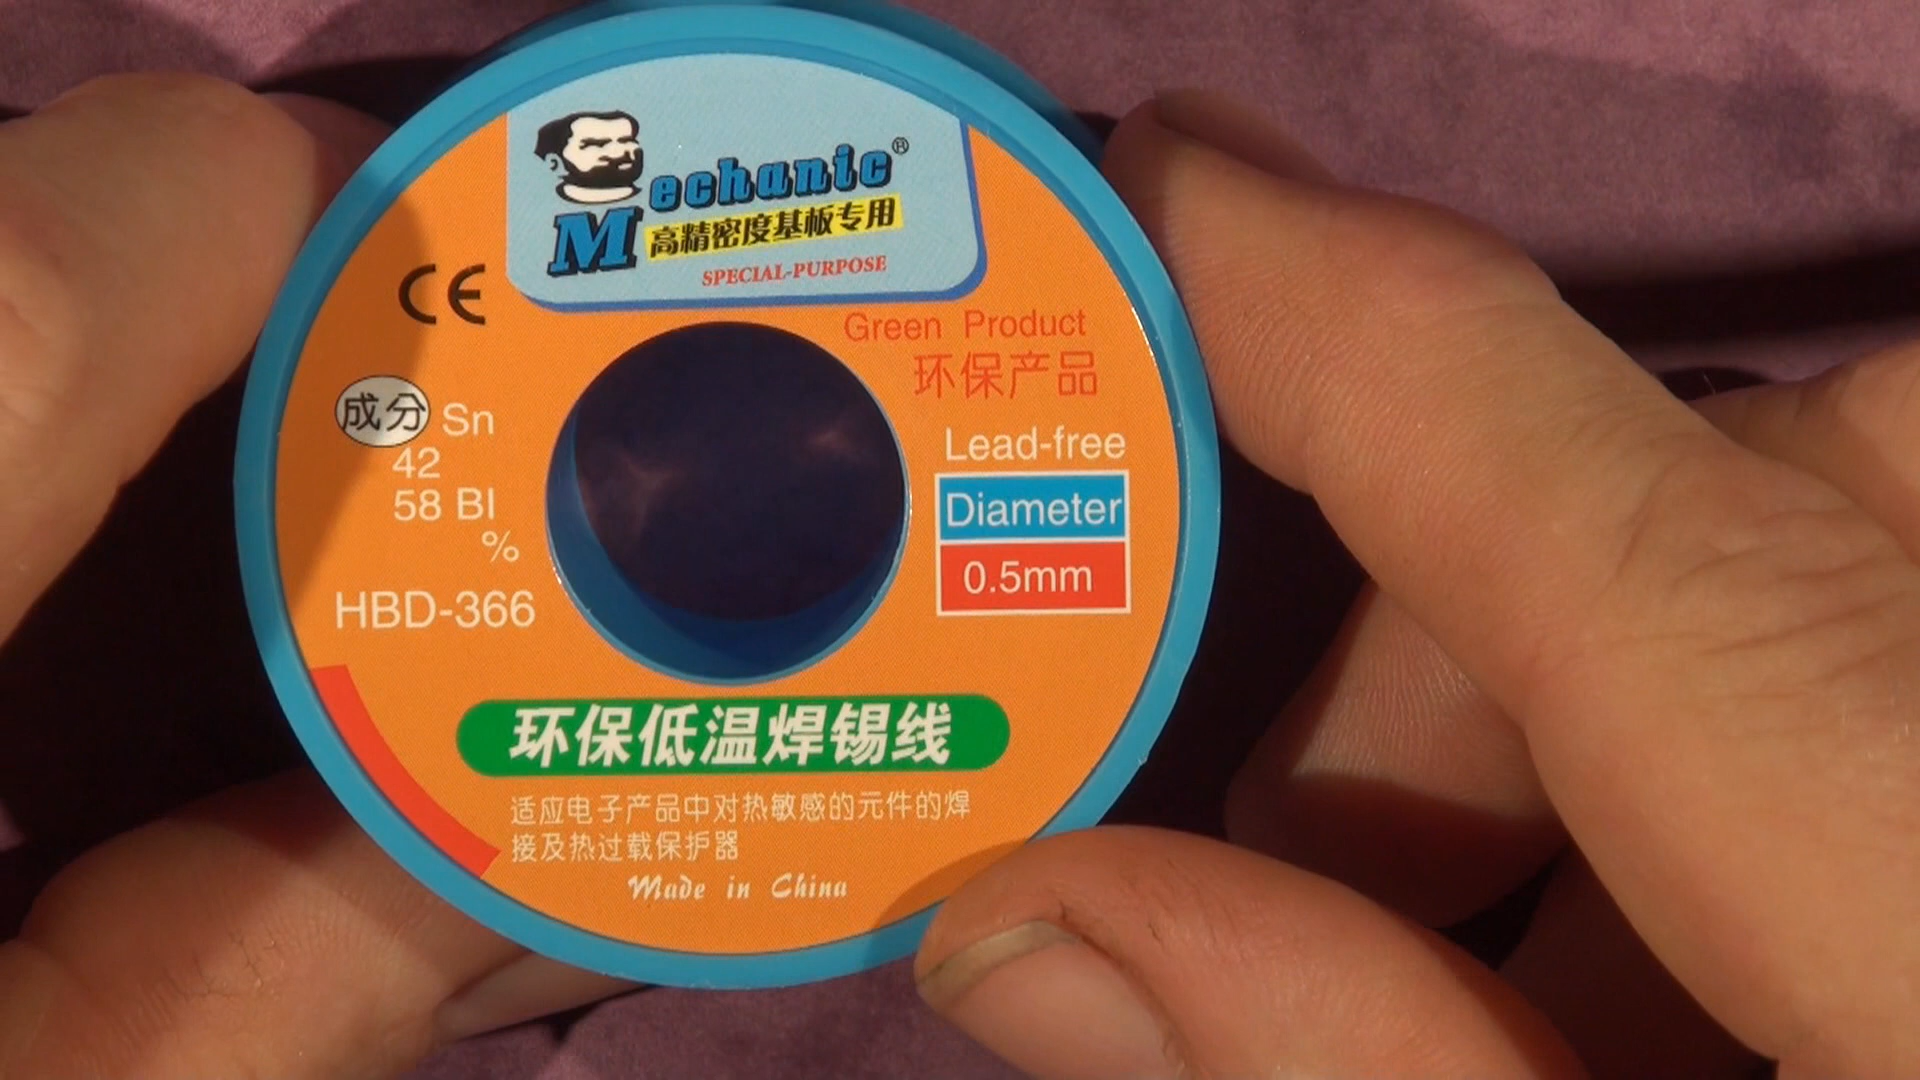 Mechanic®
高精密度基板专用
SPECIAL-PURPOSE
CE
Green Product
环保产品
成分 Sn
42
58 BI
%
HBD-366
Lead-free
Diameter
0.5mm
环保低温焊锡线
适应电子产品中对热敏感的元件的焊
接及热过载保护器
Made in China